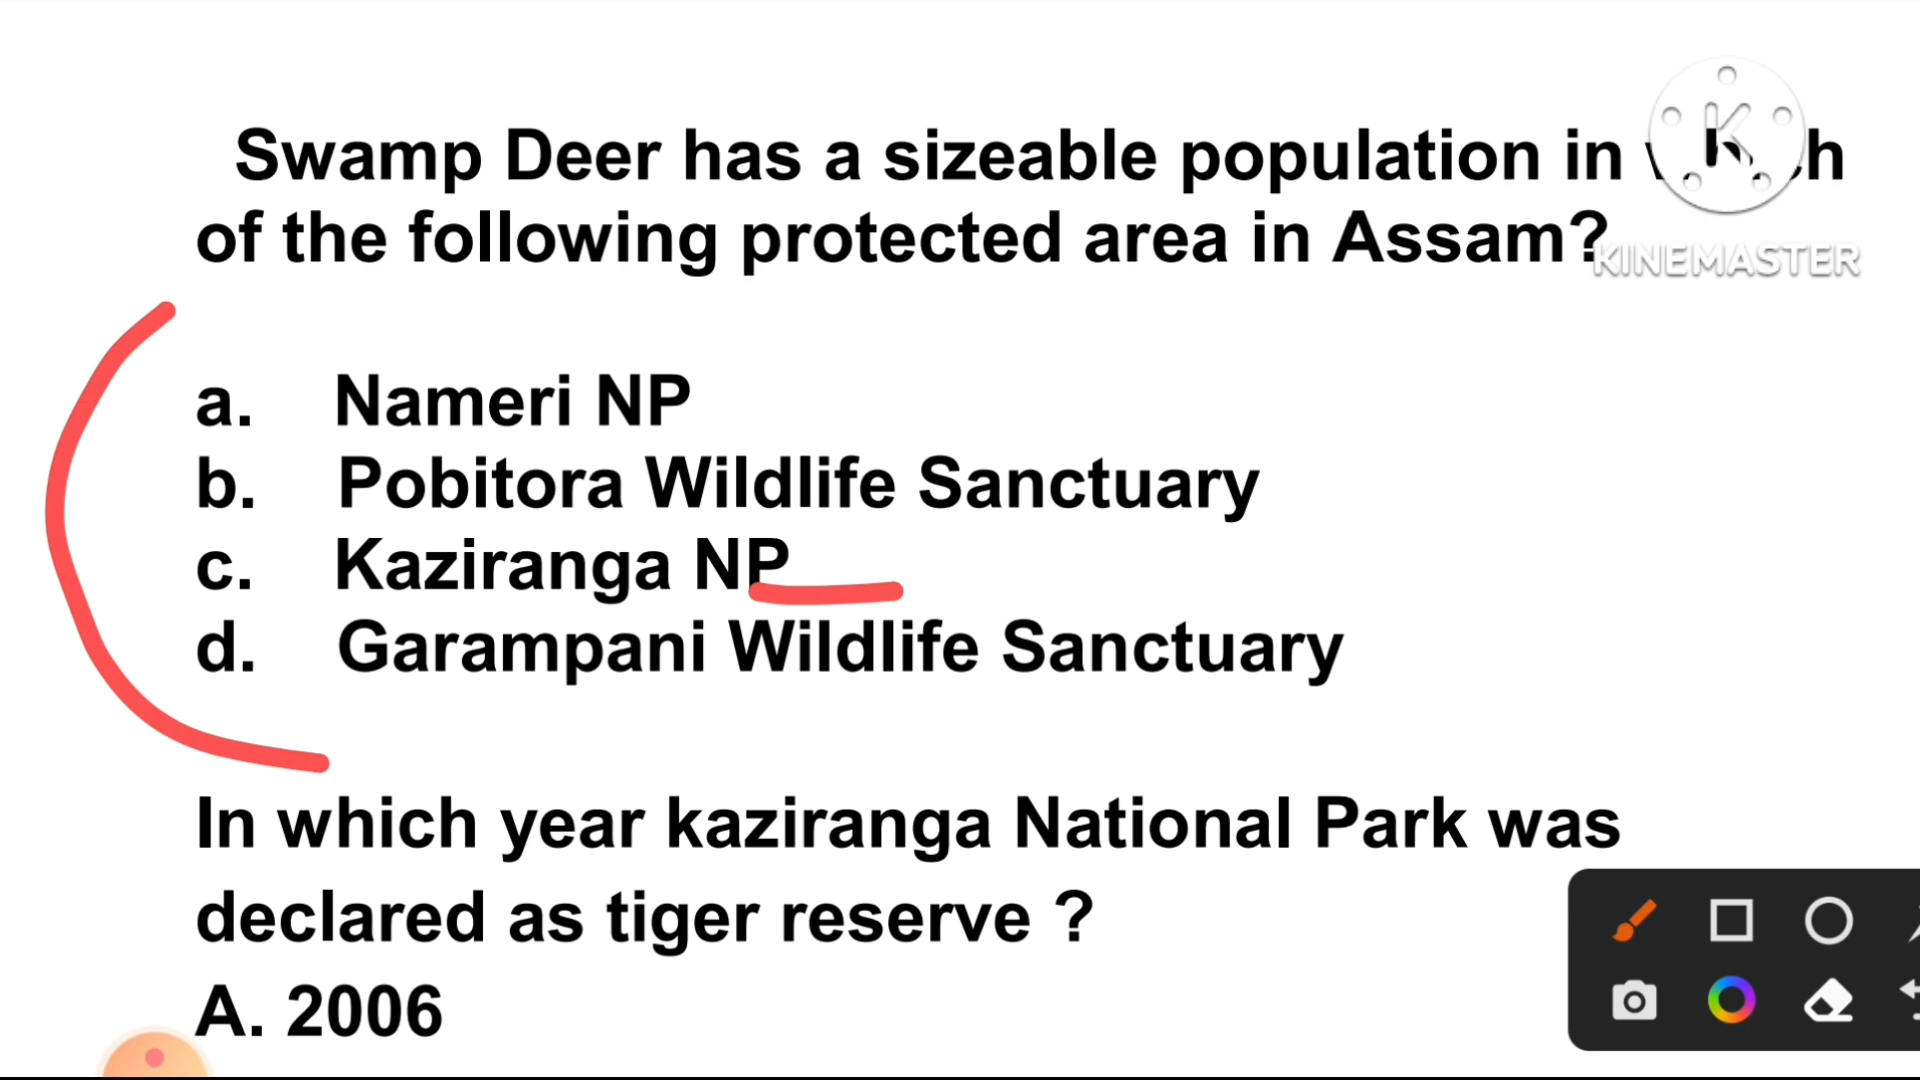 Swamp Deer has a sizeable population in
of the following protected area in Assam?
KINEMASTER
a. Nameri NP
b. Pobitora Wildlife Sanctuary
c. Kaziranga NP
d. Garampani Wildlife Sanctuary
In which year kaziranga National Park was
declared as tiger reserve ?
A. 2006